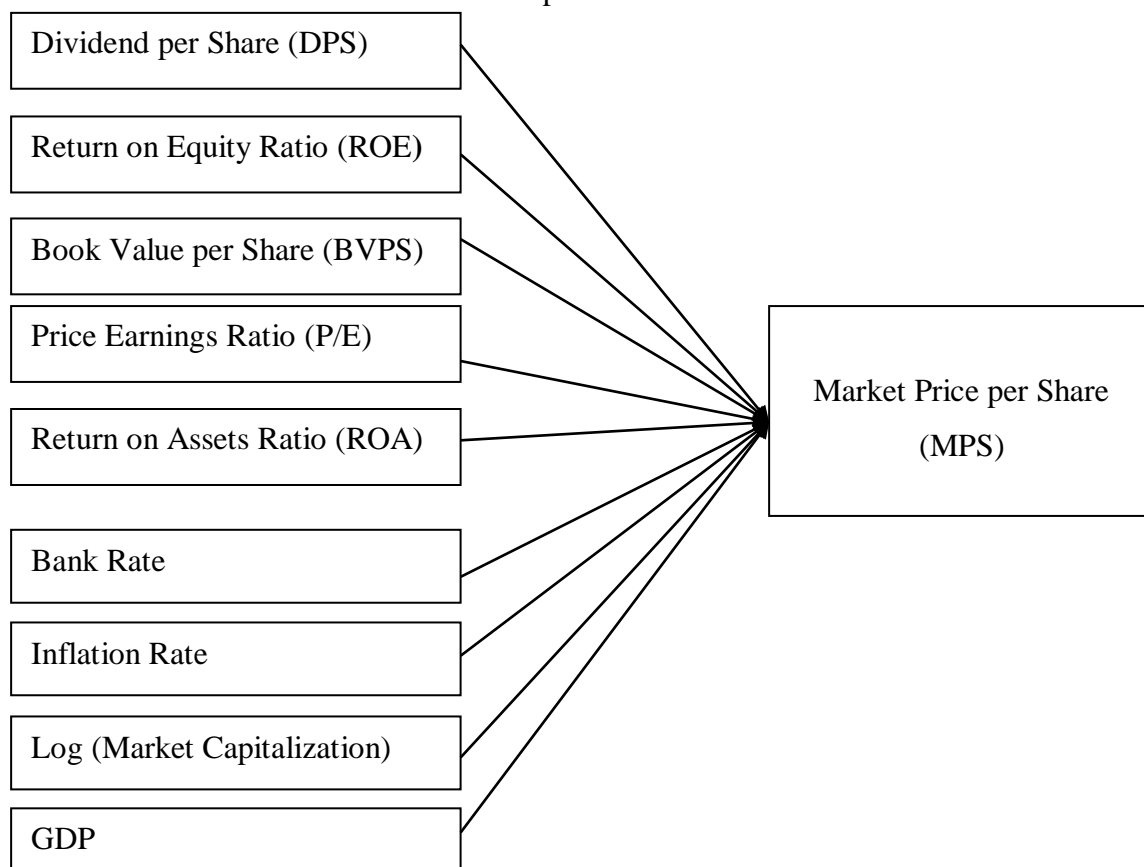 Dividend per Share (DPS)
Return on Equity Ratio (ROE)
Book Value per Share (BVPS)
Price Earnings Ratio (P/E)
Return on Assets Ratio (ROA)
Bank Rate
Inflation Rate
Log (Market Capitalization)
GDP
Market Price per Share
(MPS)